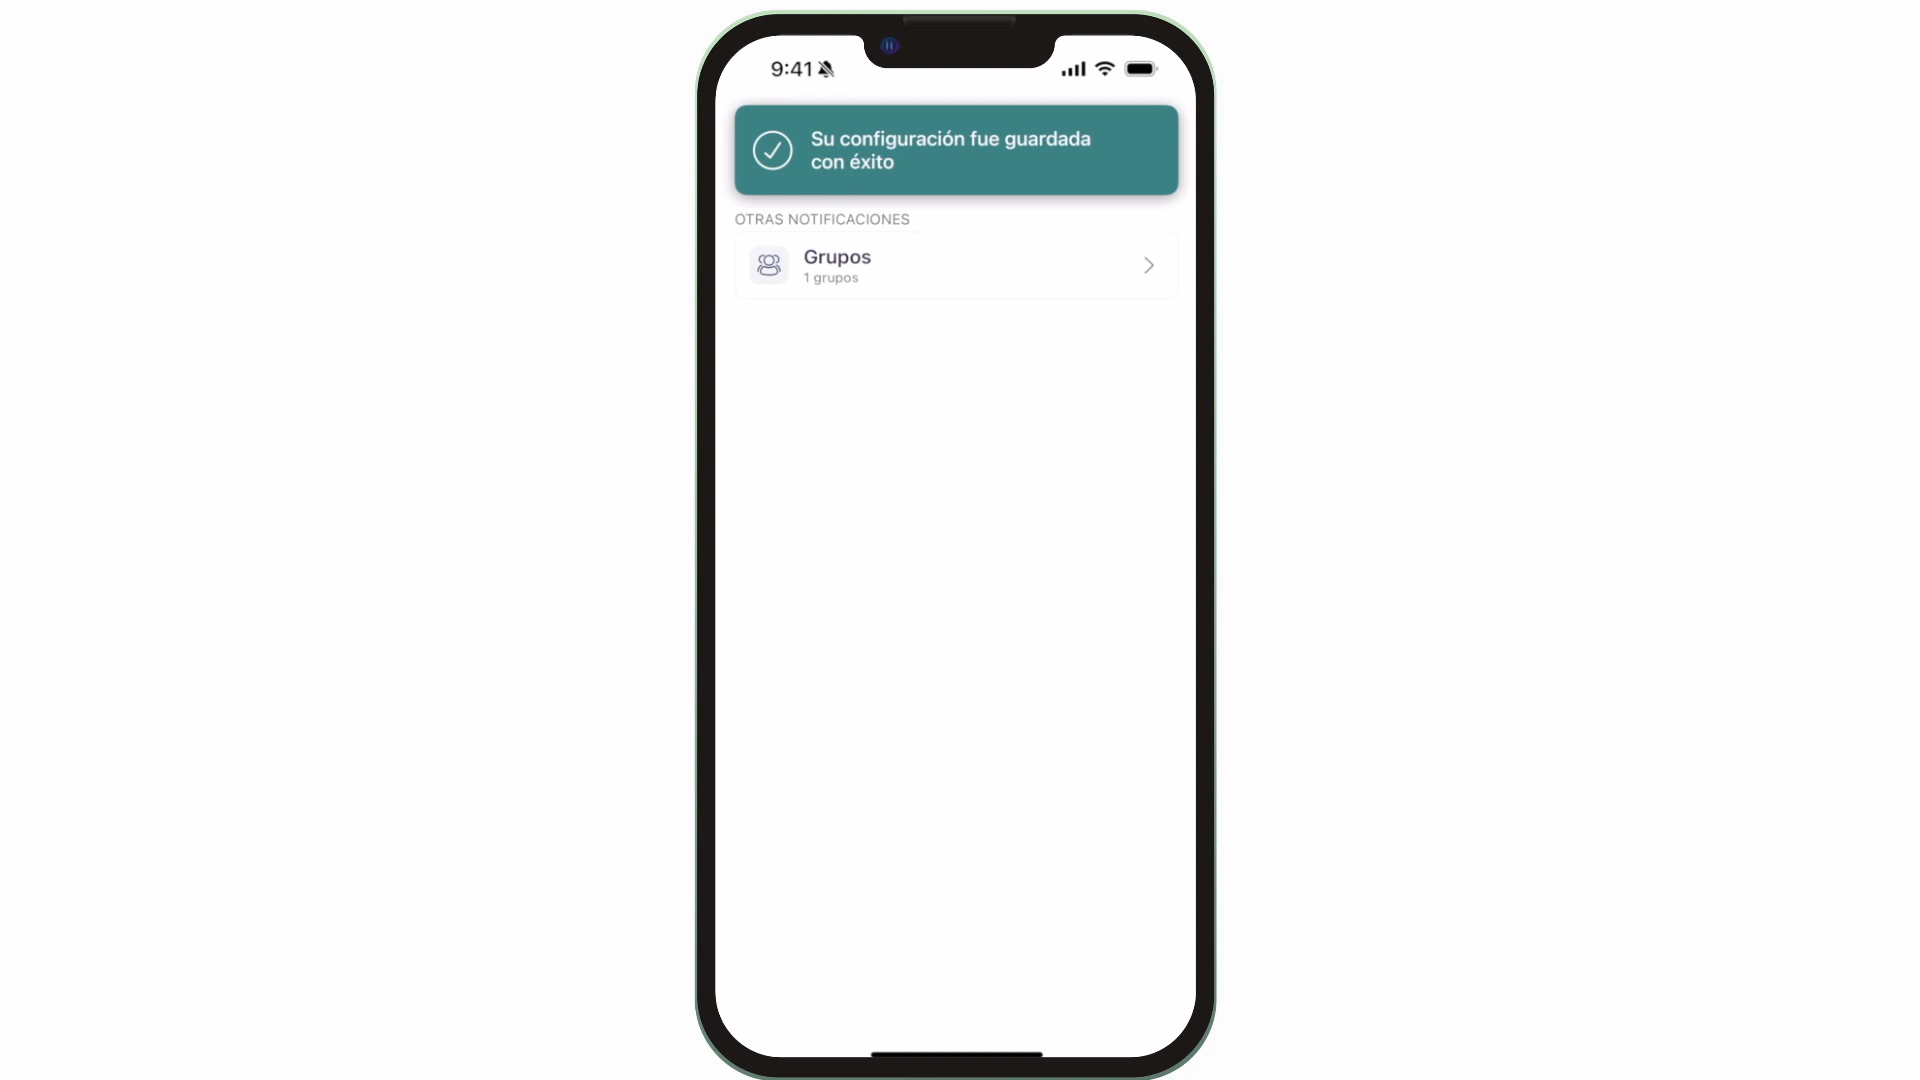 9:41
Su configuración fue guardada
con éxito
OTRAS NOTIFICACIONES
Grupos
1 grupos